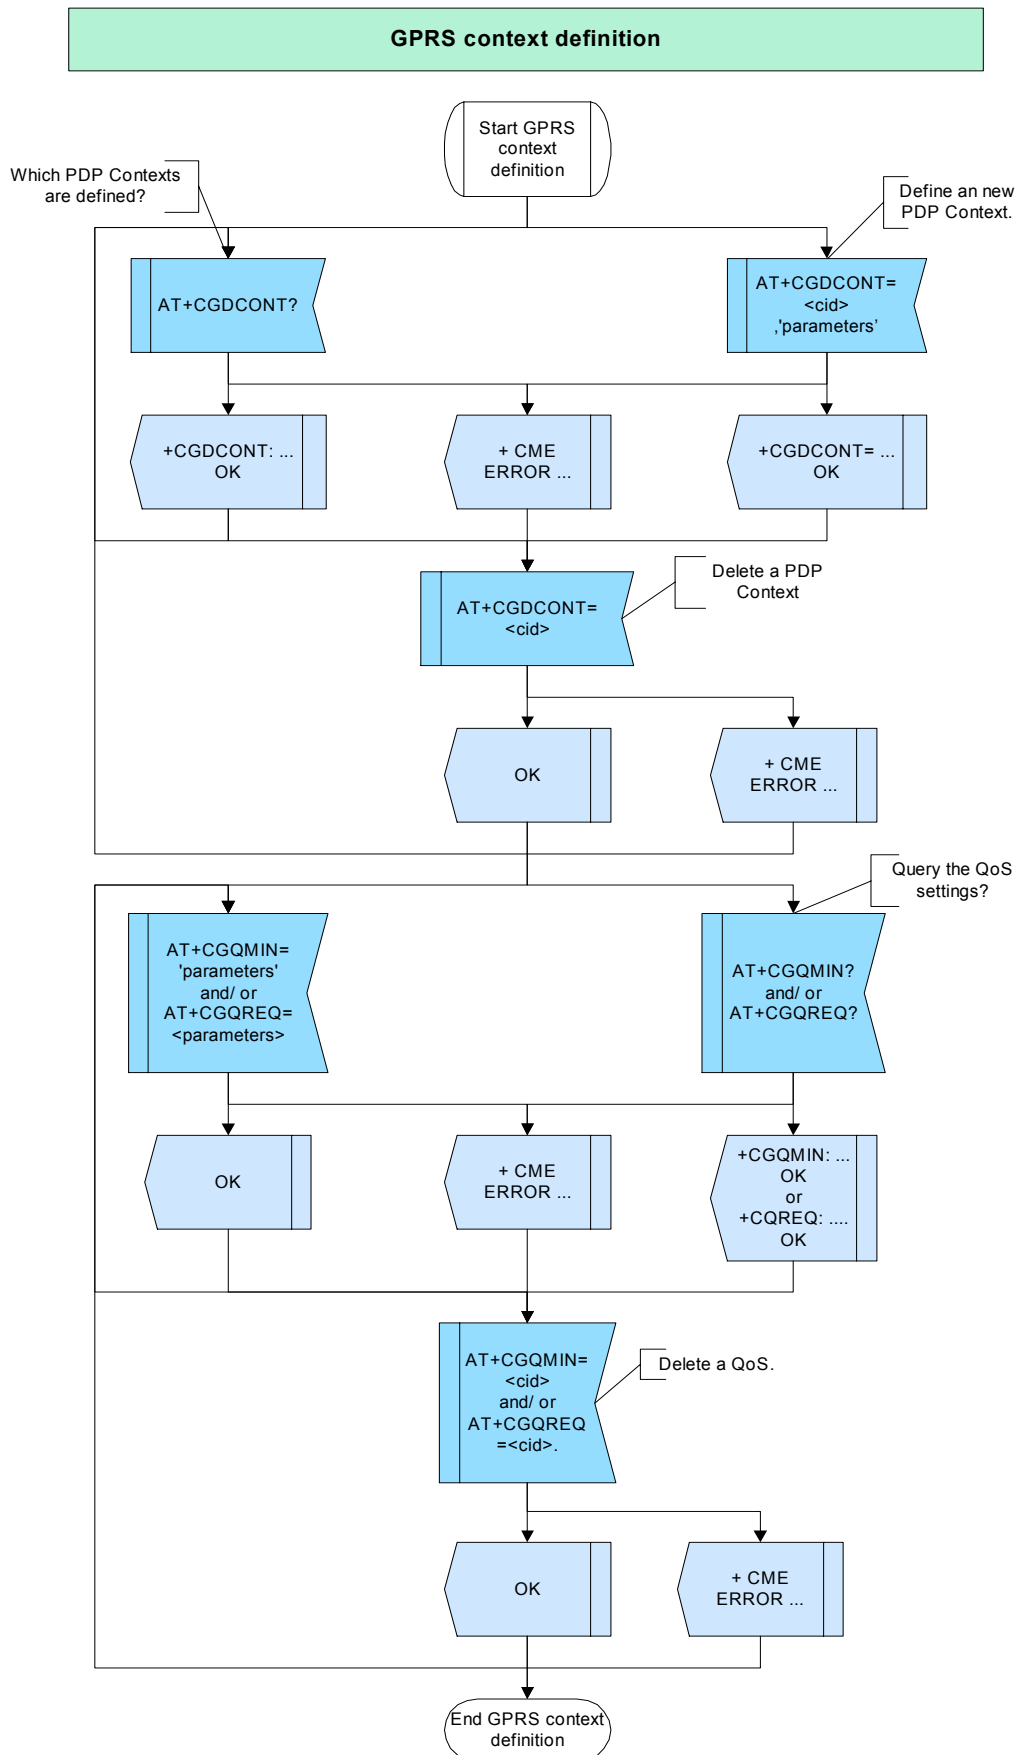 GPRS context definition
Start GPRS
context
definition
Which PDP Contexts
are defined?
Define an new
PDP Context.
AT+CGDCONT?
AT+CGDCONT=
<cid>
,'parameters'
+CGDCONT: ...
OK
+ CME
ERROR ...
+CGDCONT= ...
OK
AT+CGDCONT=
<cid>
Delete a PDP
Context
OK
+ CME
ERROR ...
Query the QoS
settings?
AT+CGQMIN=
'parameters'
and/ or
AT+CGQREQ=
<parameters>
AT+CGQMIN?
and/ or
AT+CGQREQ?
OK
+ CME
ERROR ...
+CGQMIN: ...
OK
or
+CQREQ: ....
OK
AT+CGQMIN=
<cid>
and/ or
AT+CGQREQ
=<cid>.
Delete a QoS.
OK
+ CME
ERROR ...
End GPRS context
definition